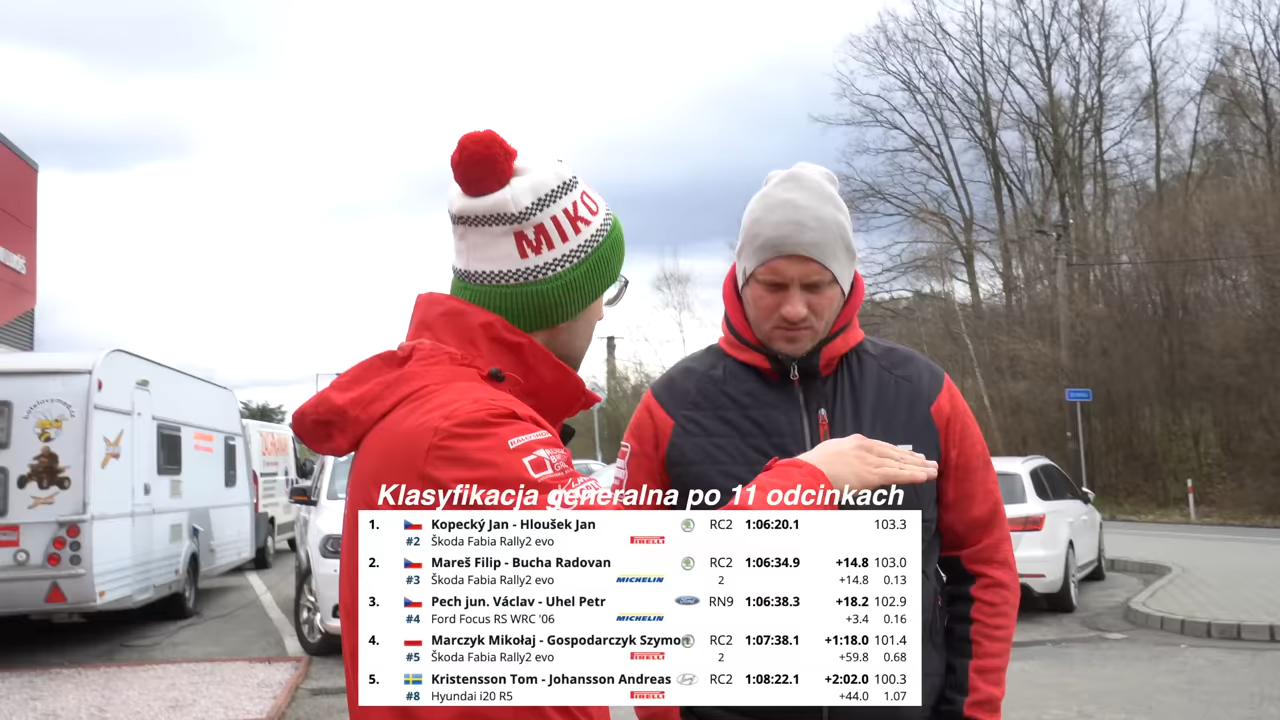 MIKO
RALLYSHOP
Klasyfikacja generalna po 11 odcinkach
1. Kopecký Jan - Hloušek Jan RC2 1:06:20.1 103.3
#2 Škoda Fabia Rally2 evo PIRELLI
2. Mareš Filip - Bucha Radovan RC2 1:06:34.9 +14.8 103.0
#3 Škoda Fabia Rally2 evo MICHELIN 2 +14.8 0.13
3. Pech jun. Václav - Uhel Petr Ford RN9 1:06:38.3 +18.2 102.9
#4 Ford Focus RS WRC '06 MICHELIN +3.4 0.16
4. Marczyk Mikołaj - Gospodarczyk Szymo RC2 1:07:38.1 +1:18.0 101.4
#5 Škoda Fabia Rally2 evo PIRELLI 2 +59.8 0.68
5. Kristensson Tom - Johansson Andreas RC2 1:08:22.1 +2:02.0 100.3
#8 Hyundai i20 R5 PIRELLI +44.0 1.07